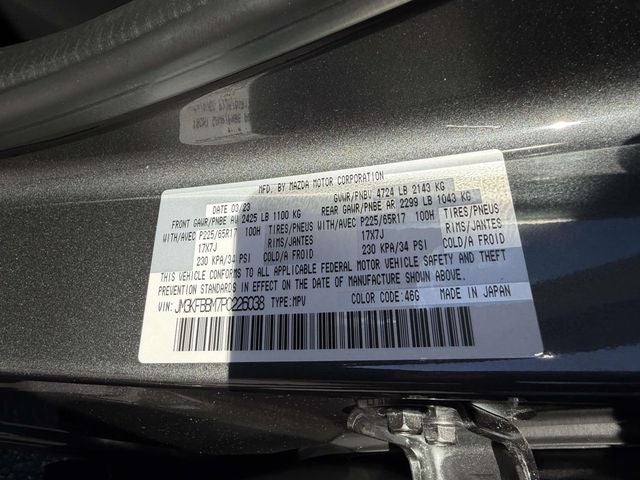 MFD. BY MAZDA MOTOR CORPORATION
DATE 03/23 GVWR/PNBV 4724 LB 2143 KG
FRONT GAWR/PNBE AV 2425 LB 1100 KG REAR GAWR/PNBE AR 2299 LB 1043 KG
WITH/AVEC P225/65R17 100H TIRES/PNEUS WITH/AVEC P225/65R17 100H TIRES/PNEUS
17X7J RIMS/JANTES 17X7J RIMS/JANTES
230 KPA/34 PSI COLD/A FROID 230 KPA/34 PSI COLD/A FROID
THIS VEHICLE CONFORMS TO ALL APPLICABLE FEDERAL MOTOR VEHICLE SAFETY AND THEFT
PREVENTION STANDARDS IN EFFECT ON THE DATE OF MANUFACTURE SHOWN ABOVE.
VIN: JM3KFBBM7P0226038 TYPE: MPV COLOR CODE: 46G MADE IN JAPAN